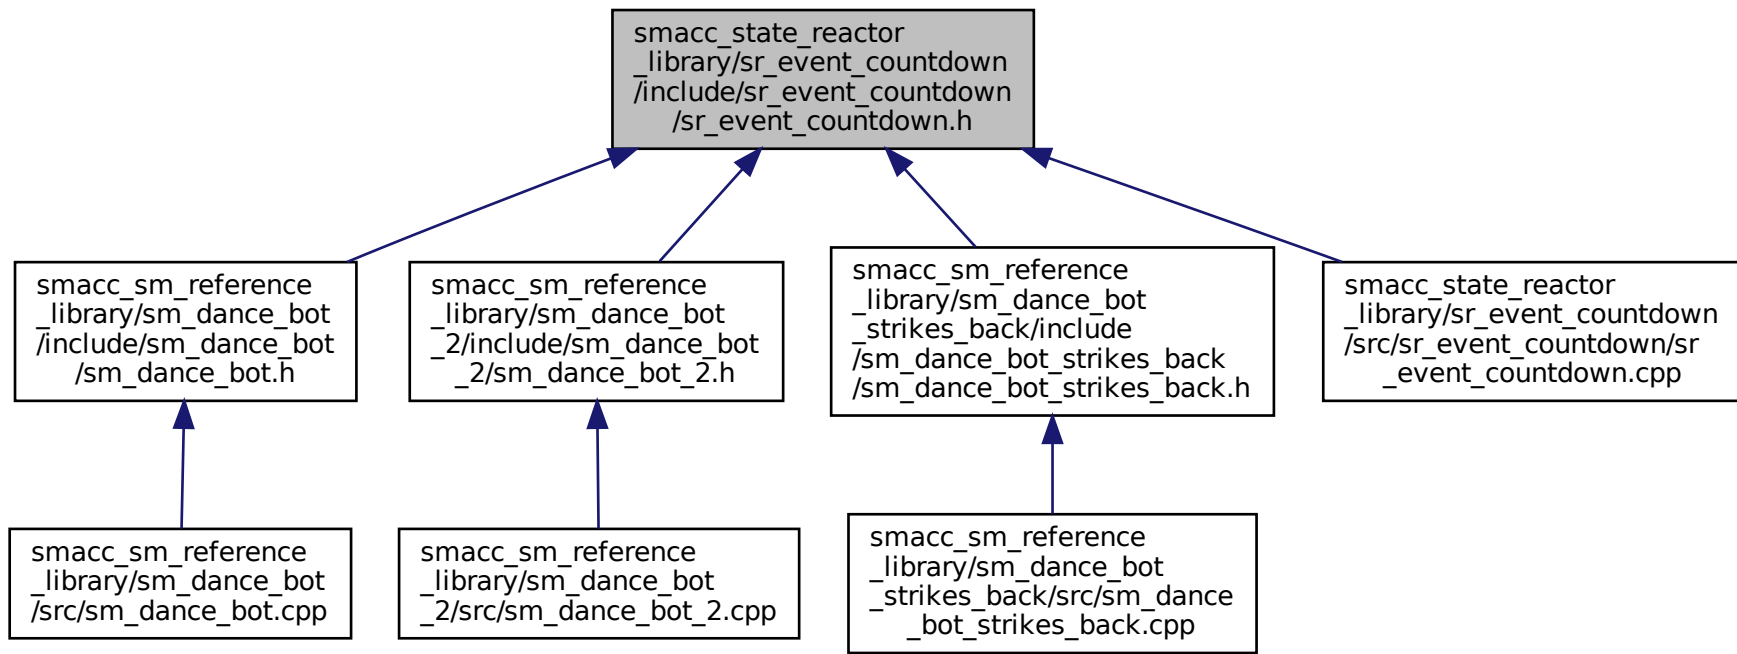 smacc_state_reactor
_library/sr_event_countdown
/include/sr_event_countdown
/sr_event_countdown.h
smacc_sm_reference
_library/sm_dance_bot
/include/sm_dance_bot
/sm_dance_bot.h
smacc_sm_reference
_library/sm_dance_bot
_2/include/sm_dance_bot
_2/sm_dance_bot_2.h
smacc_sm_reference
_library/sm_dance_bot
_strikes_back/include
/sm_dance_bot_strikes_back
/sm_dance_bot_strikes_back.h
smacc_state_reactor
_library/sr_event_countdown
/src/sr_event_countdown/sr
_event_countdown.cpp
smacc_sm_reference
_library/sm_dance_bot
/src/sm_dance_bot.cpp
smacc_sm_reference
_library/sm_dance_bot
_2/src/sm_dance_bot_2.cpp
smacc_sm_reference
_library/sm_dance_bot
_strikes_back/src/sm_dance
_bot_strikes_back.cpp